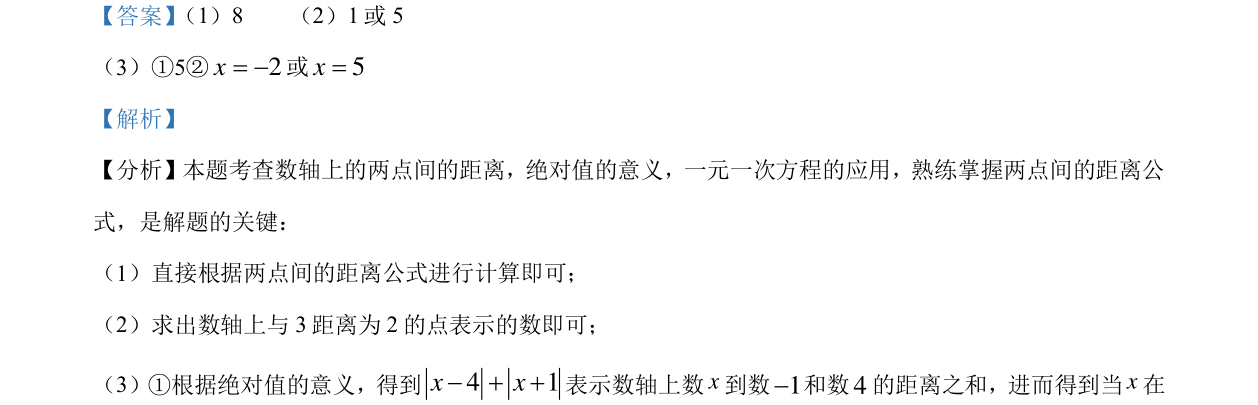 【答案】（1）8 （2）1 或 5
（3）①5② x = −2 或 x = 5
【解析】
【分析】本题考查数轴上的两点间的距离，绝对值的意义，一元一次方程的应用，熟练掌握两点间的距离公
式，是解题的关键：
（1）直接根据两点间的距离公式进行计算即可；
（2）求出数轴上与 3 距离为 2 的点表示的数即可；
（3）①根据绝对值的意义，得到 |x−4|+|x+1| 表示数轴上数 x 到数 −1 和数 4 的距离之和，进而得到当 x 在